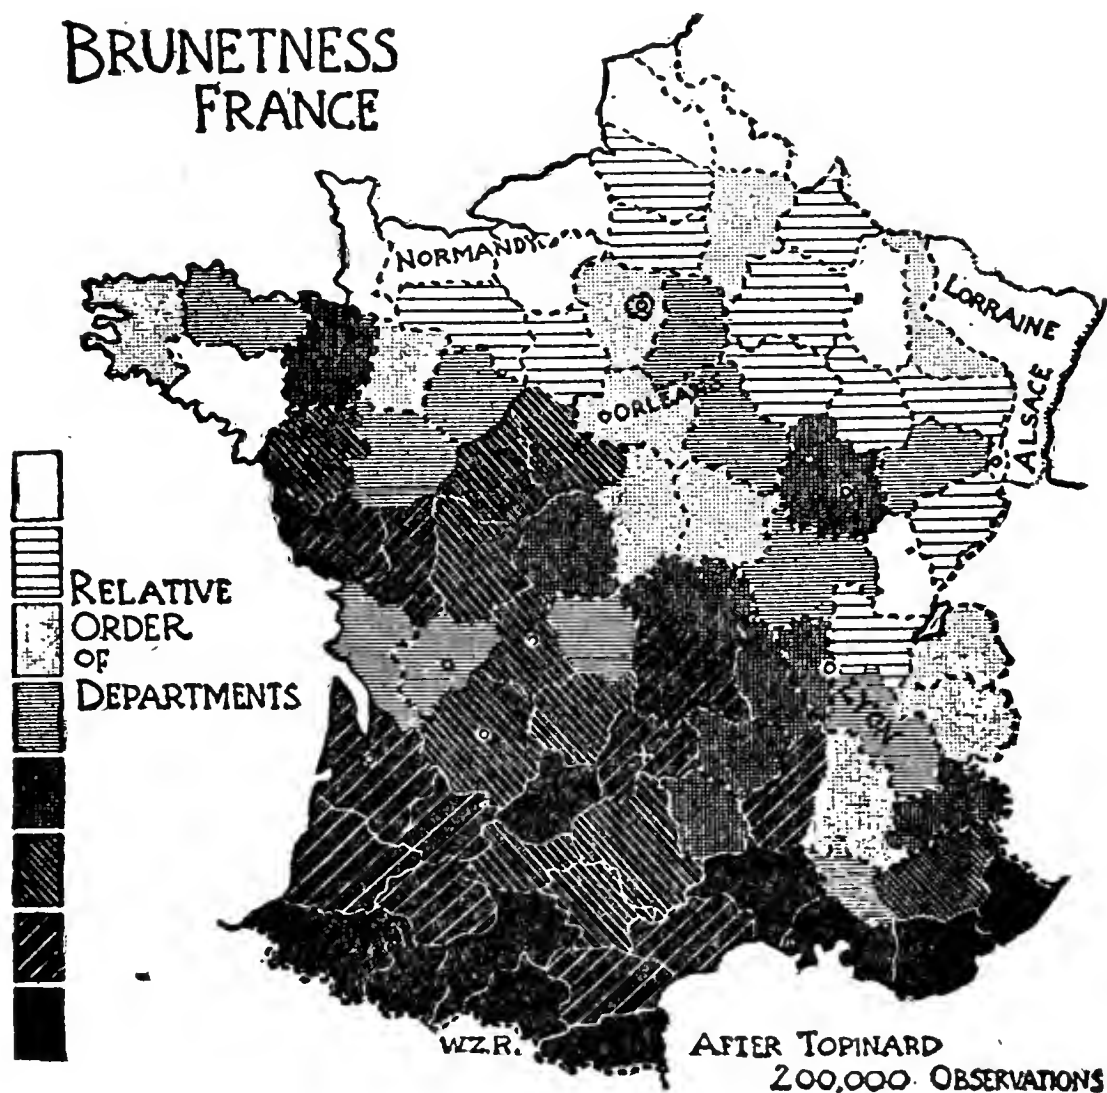 BRUNETNESS
FRANCE
NORMANDY
LORRAINE
ALSACE
ORLEANS
RELATIVE
ORDER
OF
DEPARTMENTS
LYON
W.Z.R.
AFTER TOPINARD
200,000 OBSERVATIONS